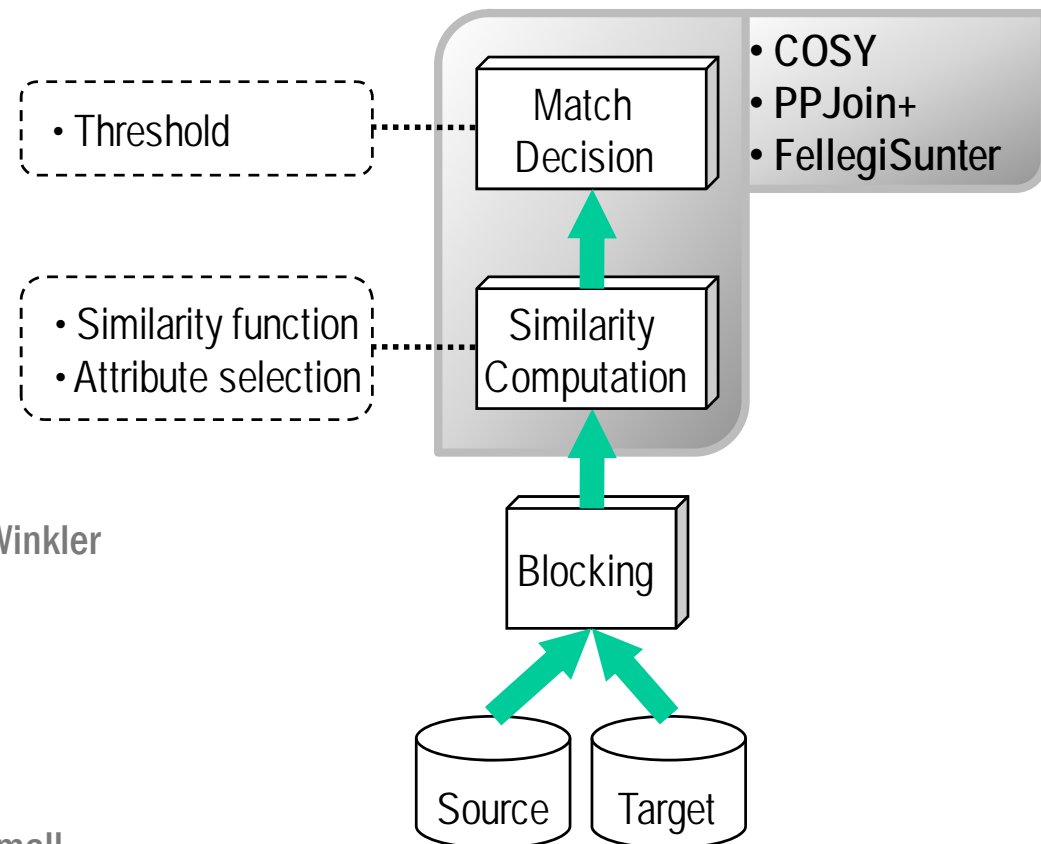 • COSY
• PPJoin+
• FellegiSunter
Match
Decision
• Threshold
Similarity
Computation
• Similarity function
• Attribute selection
Winkler
Blocking
Source
Target